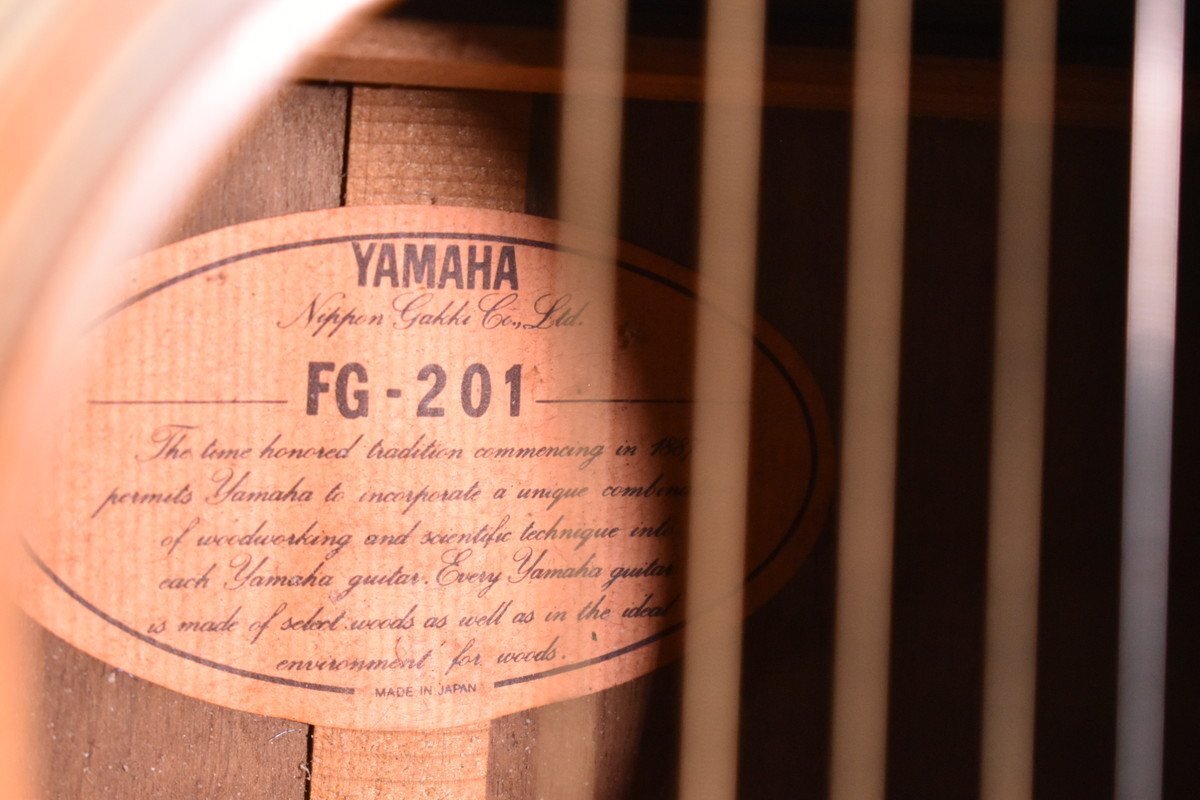 YAMAHA
Nippon Gakki Co., Ltd.
FG-201
The time honored tradition commencing in
permits Yamaha to incorporate a unique
of woodworking and scientific technique into
each Yamaha guitar. Every Yamaha guitar
is made of select woods as well as in the ideal
environment for woods.
MADE IN JAPAN